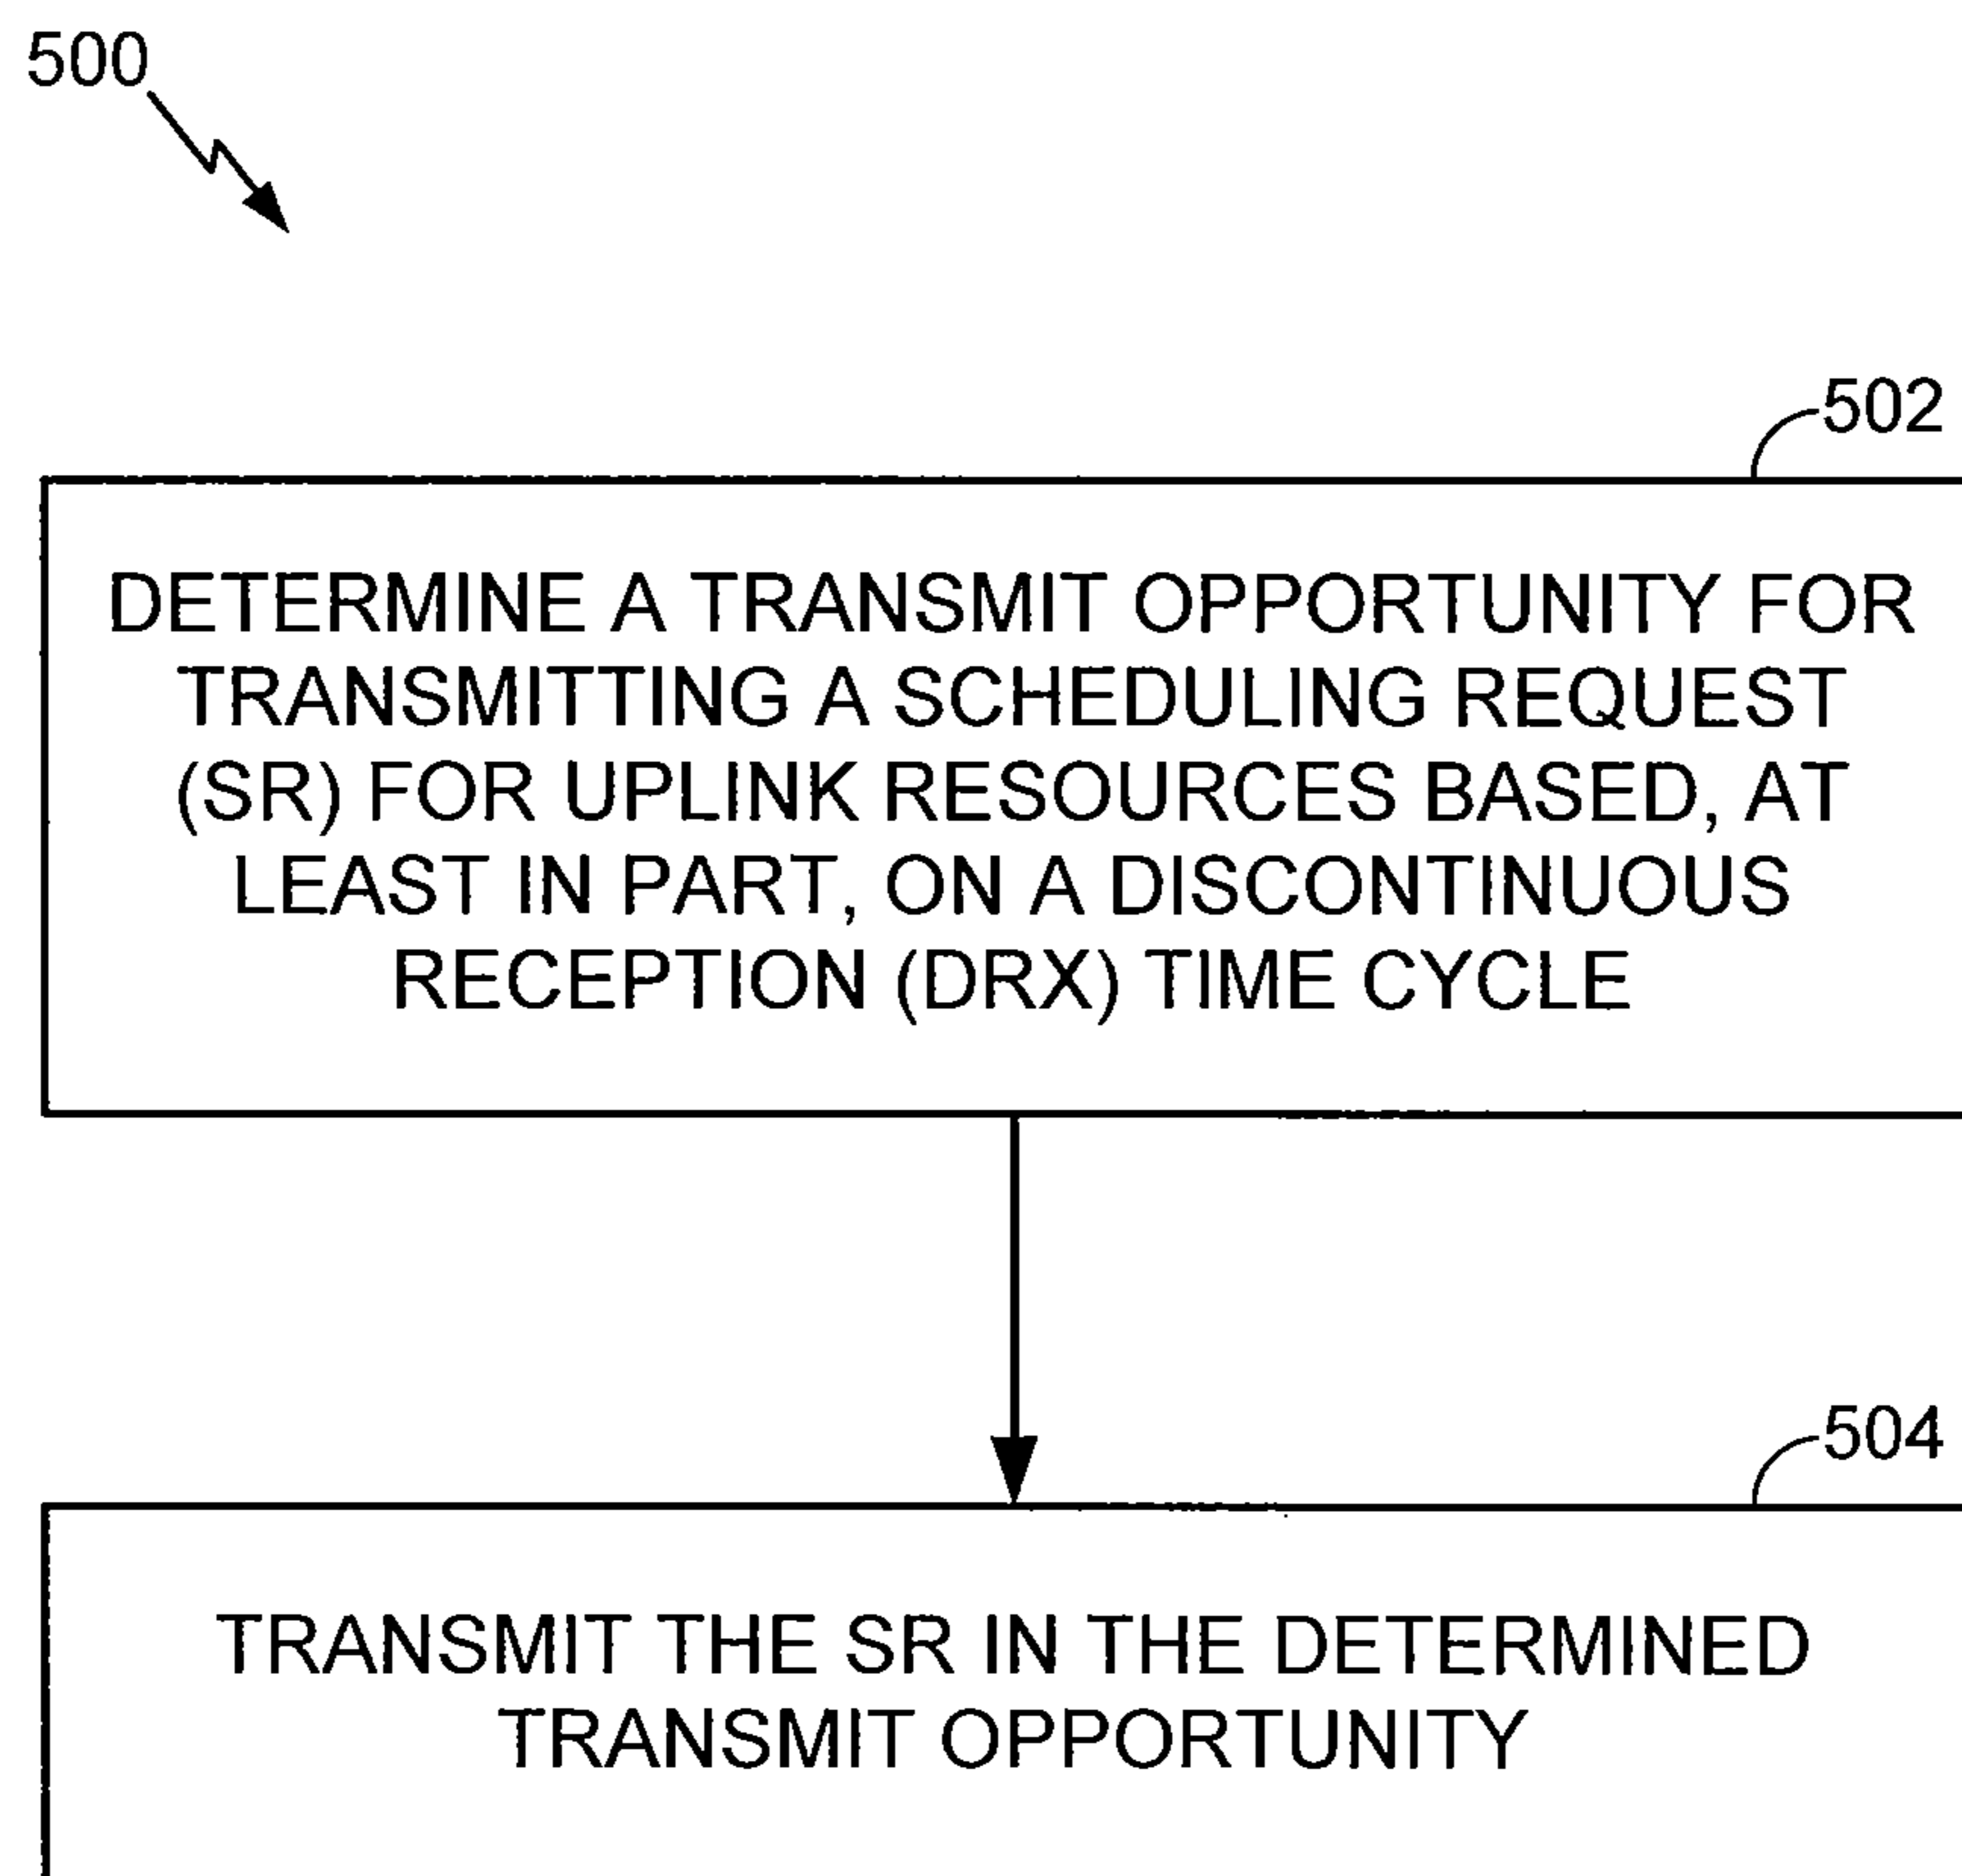 500
502
DETERMINE A TRANSMIT OPPORTUNITY FOR
TRANSMITTING A SCHEDULING REQUEST
(SR) FOR UPLINK RESOURCES BASED, AT
LEAST IN PART, ON A DISCONTINUOUS
RECEPTION (DRX) TIME CYCLE
504
TRANSMIT THE SR IN THE DETERMINED
TRANSMIT OPPORTUNITY